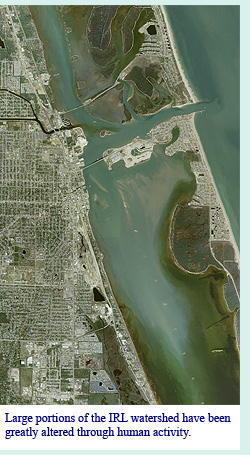 Large portions of the IRL watershed have been
greatly altered through human activity.